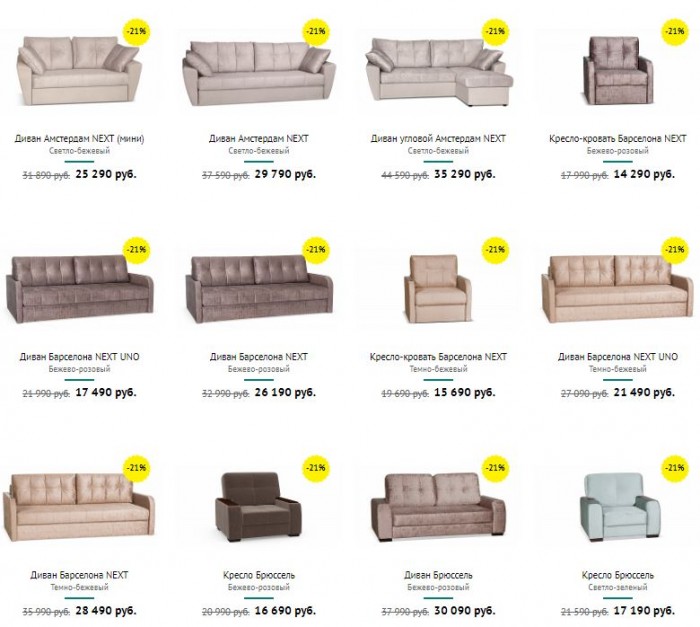 -21% -21% -21% -21%
Диван Амстердам NEXT (мини) Диван Амстердам NEXT Диван угловой Амстердам NEXT Кресло-кровать Барселона NEXT
Светло-бежевый Светло-бежевый Светло-бежевый Бежево-розовый
31 890 руб. 25 290 руб. 37 590 руб. 29 790 руб. 44 590 руб. 35 290 руб. 17 990 руб. 14 290 руб.
-21% -21% -21% -21%
Диван Барселона NEXT UNO Диван Барселона NEXT Кресло-кровать Барселона NEXT Диван Барселона NEXT UNO
Бежево-розовый Бежево-розовый Темно-бежевый Темно-бежевый
21 990 руб. 17 490 руб. 32 990 руб. 26 190 руб. 19 690 руб. 15 690 руб. 27 090 руб. 21 490 руб.
-21% -21% -21% -21%
Диван Барселона NEXT Кресло Брюссель Диван Брюссель Кресло Брюссель
Темно-бежевый Бежево-розовый Бежево-розовый Светло-зеленый
35 990 руб. 28 490 руб. 20 990 руб. 16 690 руб. 37 990 руб. 30 090 руб. 21 590 руб. 17 190 руб.